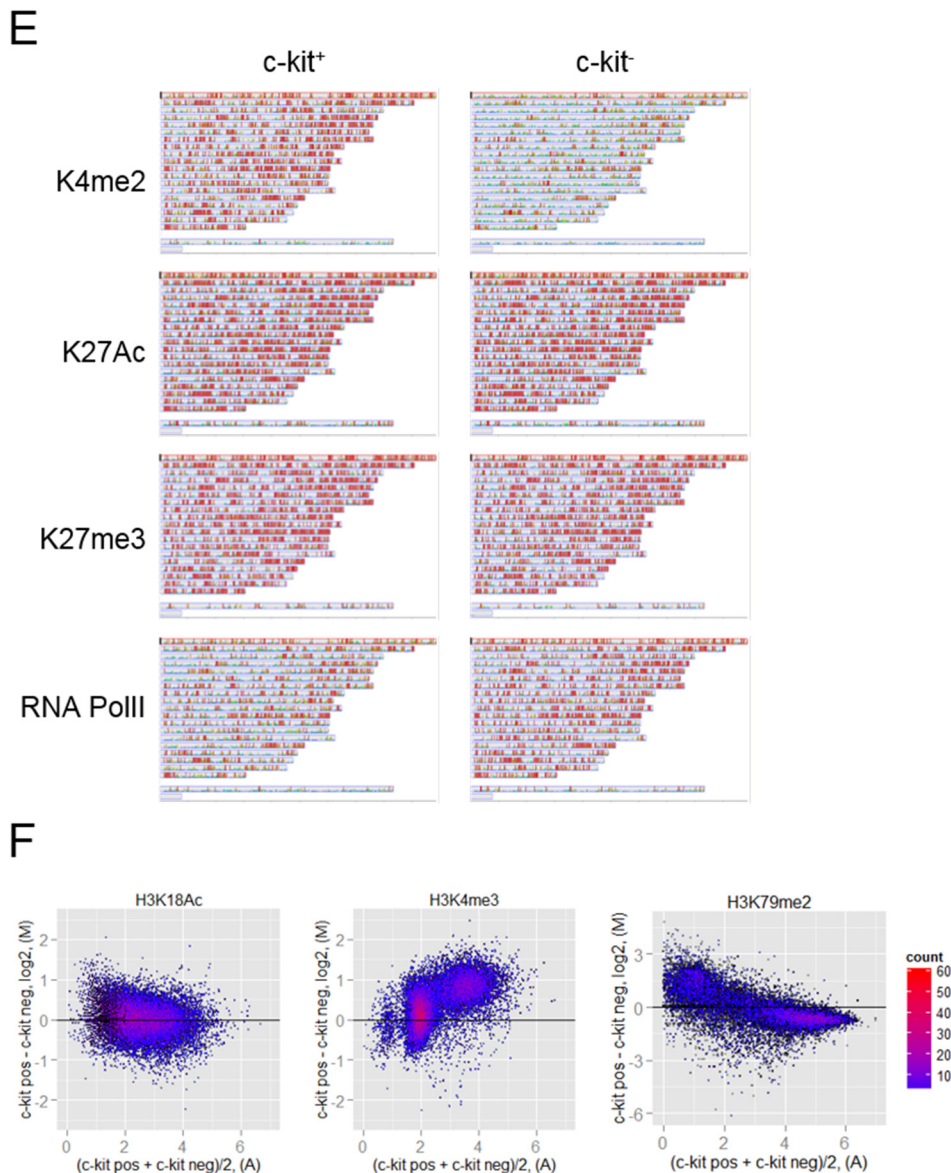 E
c-kit⁺ c-kit⁻
K4me2
K27Ac
K27me3
RNA PolII
F
H3K18Ac H3K4me3 H3K79me2
c-kit pos - c-kit neg, log2, (M)
2
1
0
-1
-2
0 2 4 6
(c-kit pos + c-kit neg)/2, (A)
c-kit pos - c-kit neg, log2, (M)
2
1
0
-1
-2
0 2 4 6
(c-kit pos + c-kit neg)/2, (A)
c-kit pos - c-kit neg, log2, (M)
3
0
-3
-6
0 2 4 6
(c-kit pos + c-kit neg)/2, (A)
count
60
50
40
30
20
10